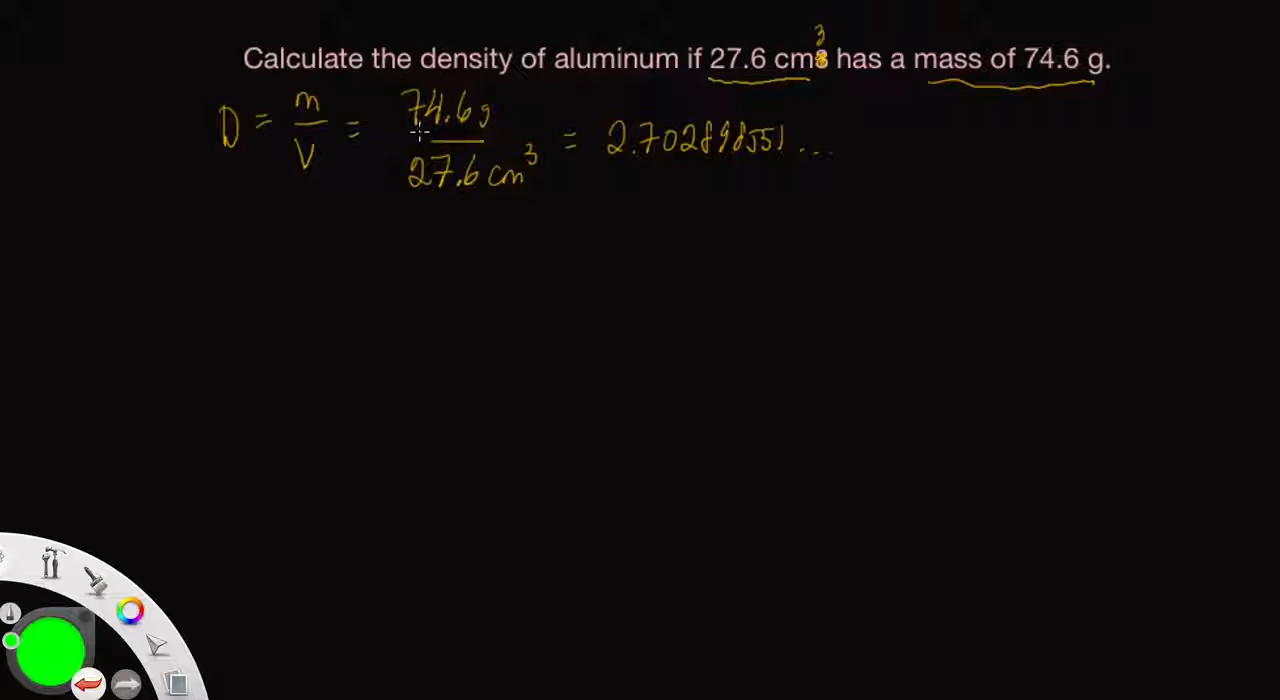 Calculate the density of aluminum if 27.6 cm³ has a mass of 74.6 g.
D = m/V = 74.6 g / 27.6 cm³ = 2.702898551...